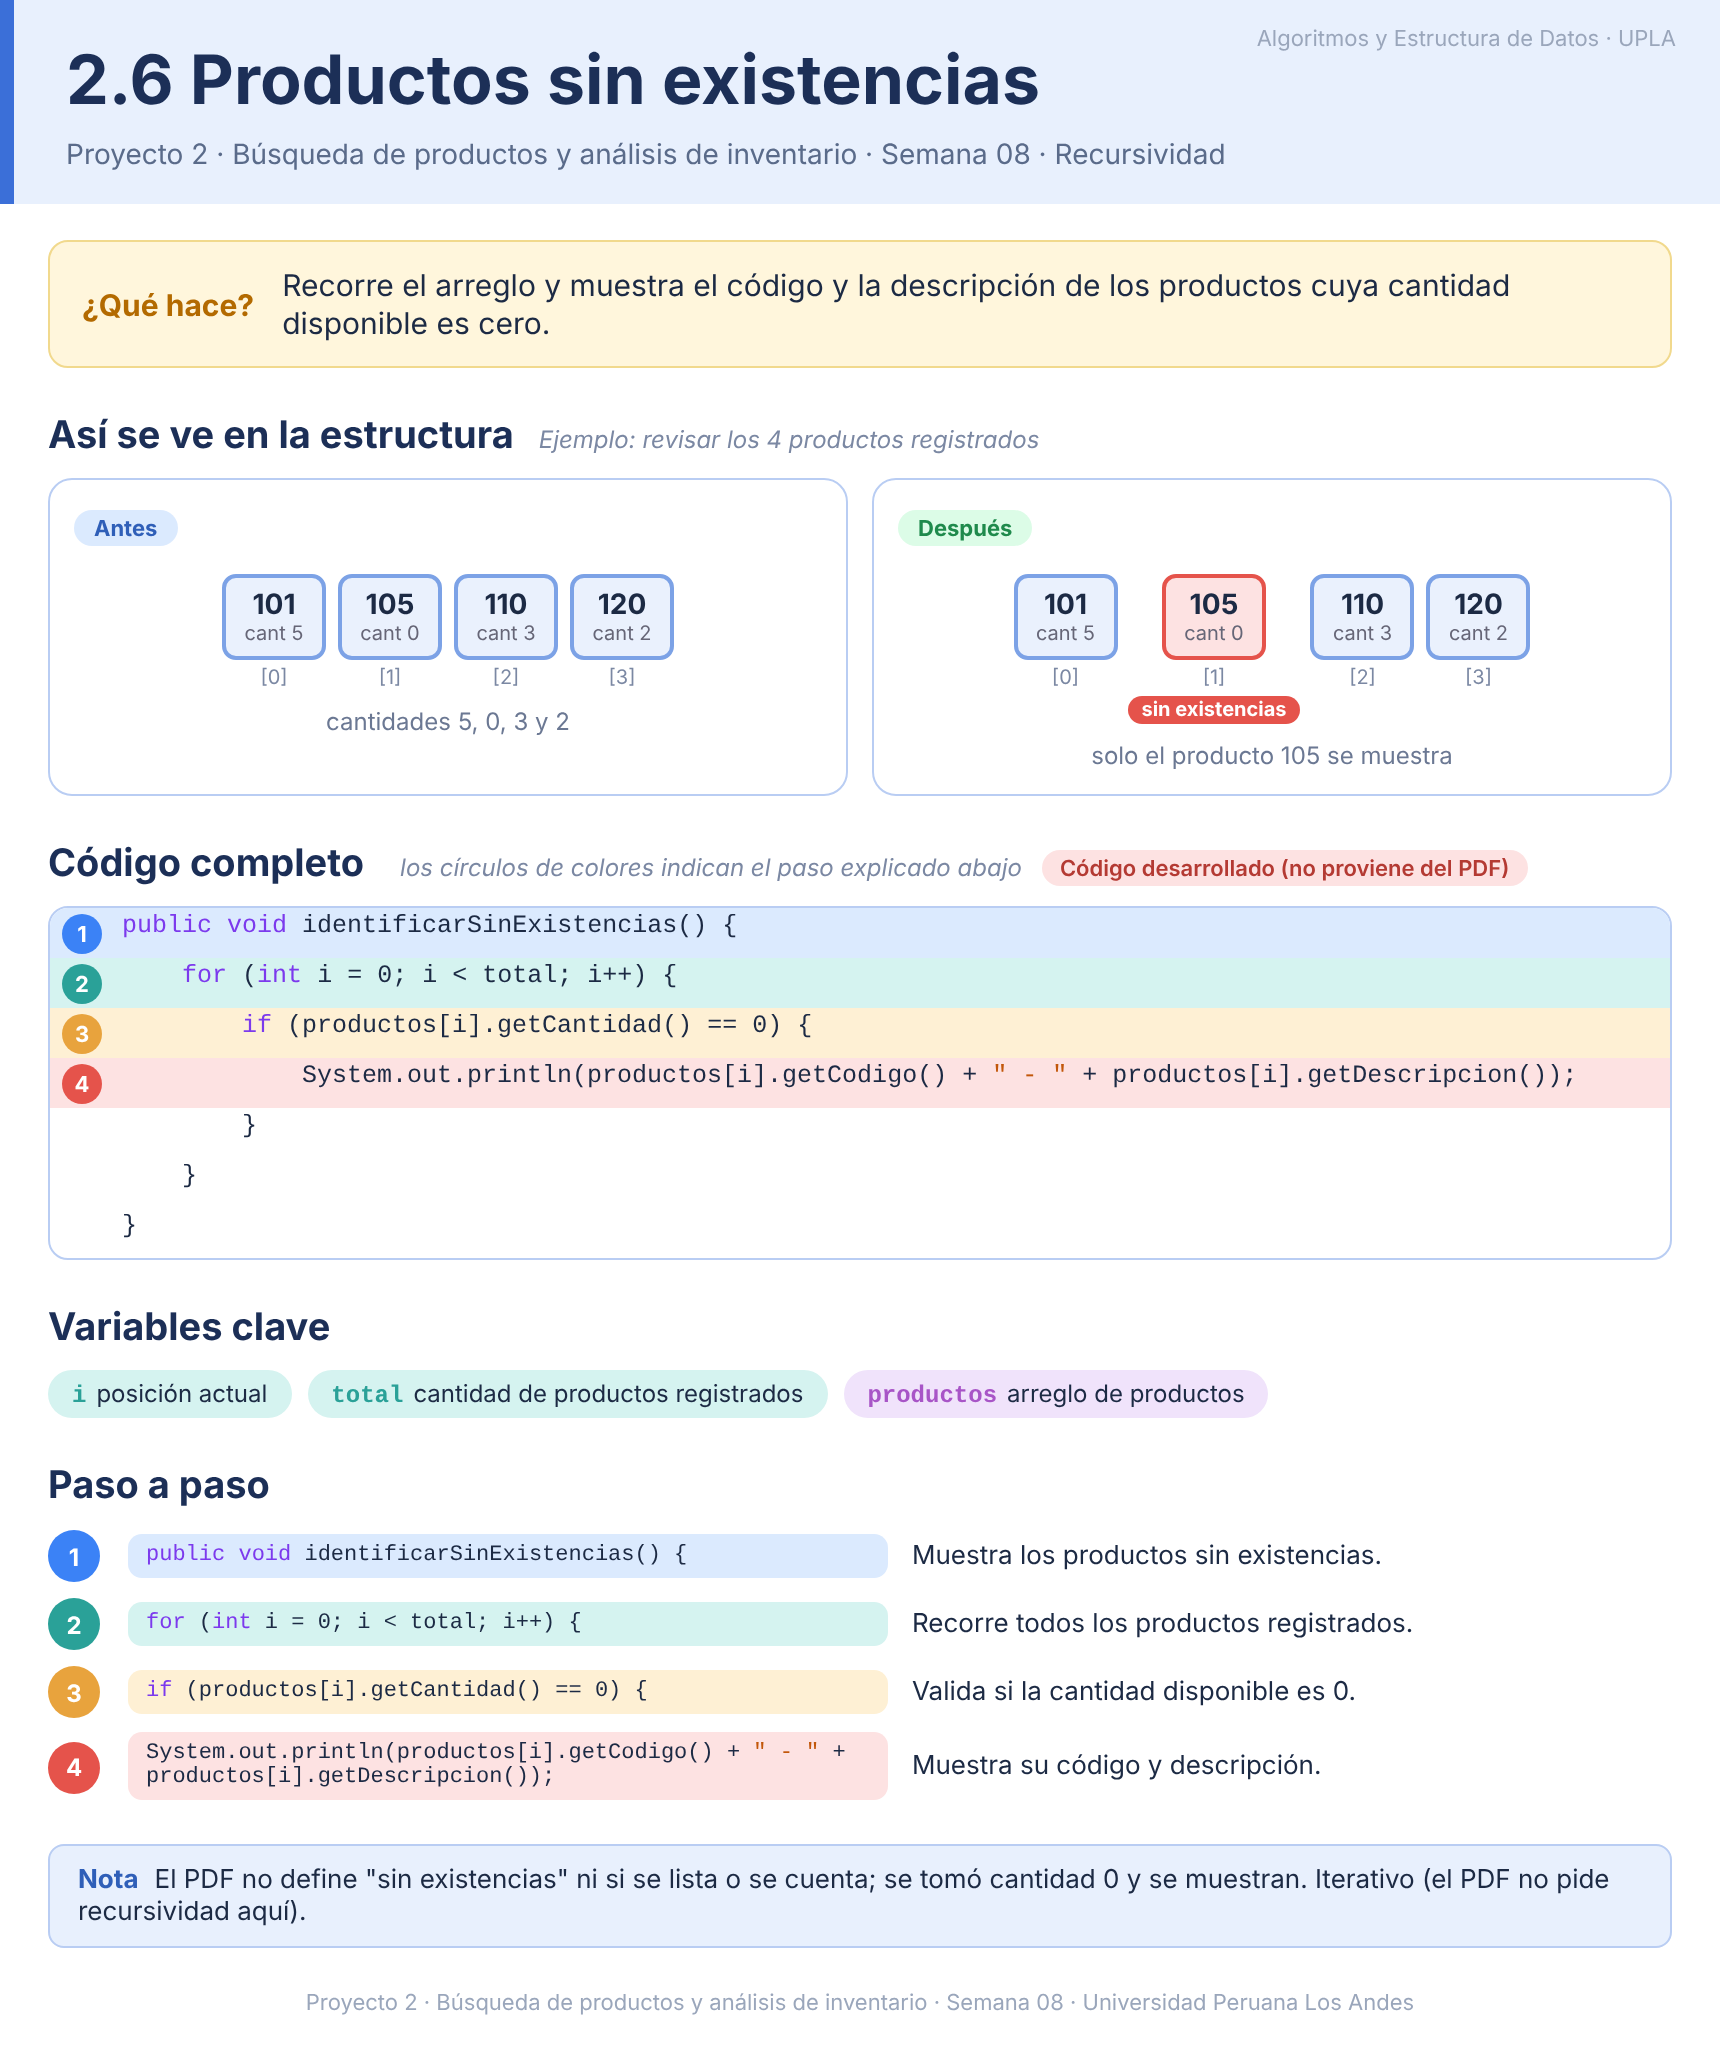 Algoritmos y Estructura de Datos · UPLA
2.6 Productos sin existencias
Proyecto 2 · Búsqueda de productos y análisis de inventario · Semana 08 · Recursividad
¿Qué hace?
Recorre el arreglo y muestra el código y la descripción de los productos cuya cantidad
disponible es cero.
Así se ve en la estructura Ejemplo: revisar los 4 productos registrados
Antes
101 105 110 120
cant 5 cant 0 cant 3 cant 2
[0] [1] [2] [3]
cantidades 5, 0, 3 y 2
Después
101 105 110 120
cant 5 cant 0 cant 3 cant 2
[0] [1] [2] [3]
sin existencias
solo el producto 105 se muestra
Código completo los círculos de colores indican el paso explicado abajo Código desarrollado (no proviene del PDF)
1 public void identificarSinExistencias() {
2     for (int i = 0; i < total; i++) {
3         if (productos[i].getCantidad() == 0) {
4             System.out.println(productos[i].getCodigo() + " - " + productos[i].getDescripcion());
        }
    }
}
Variables clave
i posición actual total cantidad de productos registrados productos arreglo de productos
Paso a paso
1 public void identificarSinExistencias() { Muestra los productos sin existencias.
2 for (int i = 0; i < total; i++) { Recorre todos los productos registrados.
3 if (productos[i].getCantidad() == 0) { Valida si la cantidad disponible es 0.
4 System.out.println(productos[i].getCodigo() + " - " +
productos[i].getDescripcion());
Muestra su código y descripción.
Nota El PDF no define "sin existencias" ni si se lista o se cuenta; se tomó cantidad 0 y se muestran. Iterativo (el PDF no pide
recursividad aquí).
Proyecto 2 · Búsqueda de productos y análisis de inventario · Semana 08 · Universidad Peruana Los Andes